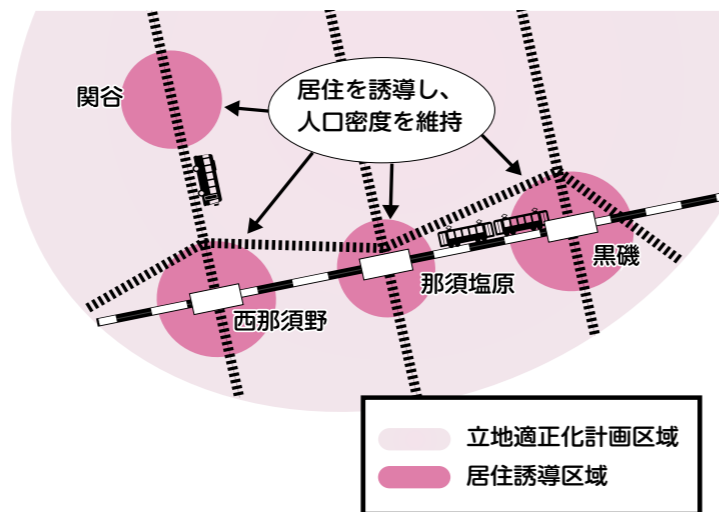 関谷
居住を誘導し、
人口密度を維持
黒磯
那須塩原
西那須野
立地適正化計画区域
居住誘導区域